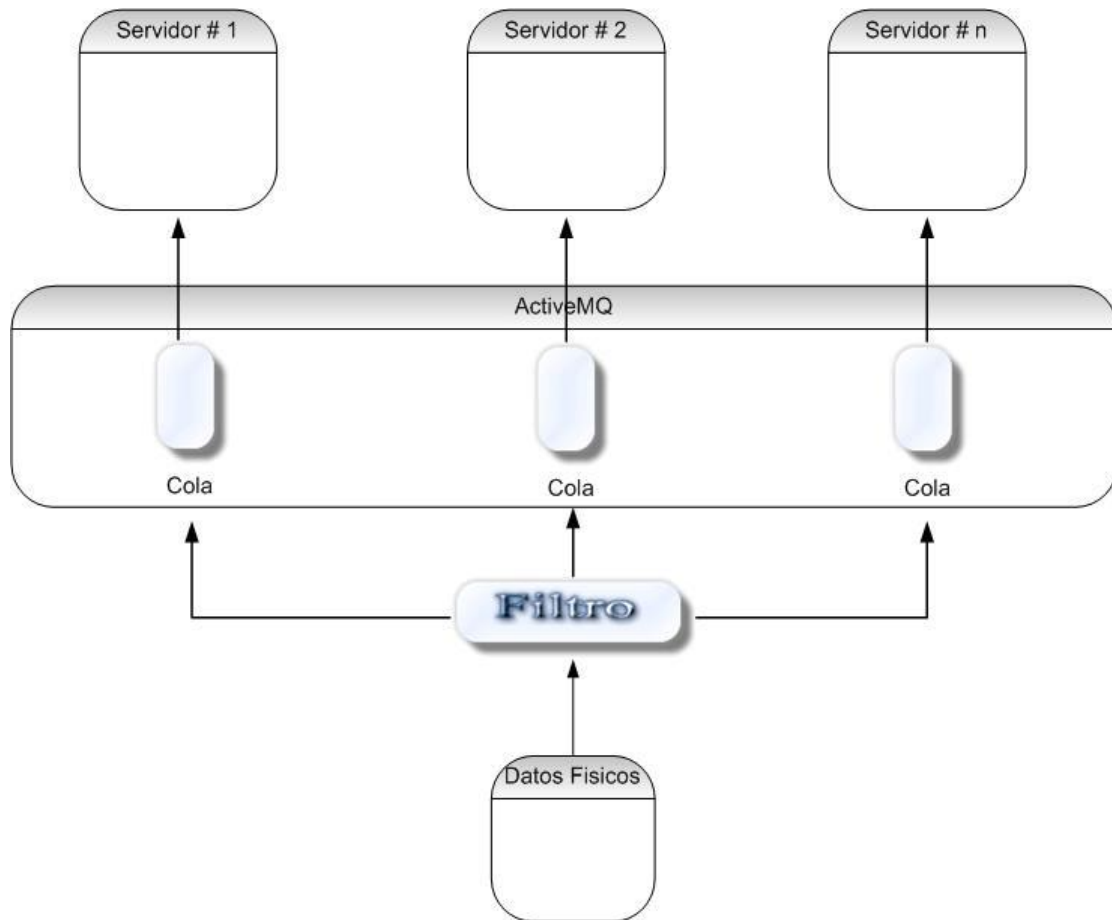 Servidor # 1
Servidor # 2
Servidor # n
ActiveMQ
Cola
Cola
Cola
Filtro
Datos Fisicos